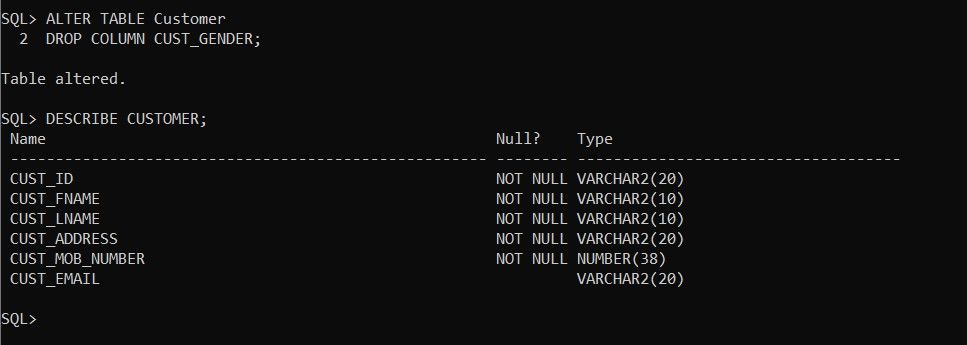 SQL> ALTER TABLE Customer
  2  DROP COLUMN CUST_GENDER;
Table altered.
SQL> DESCRIBE CUSTOMER;
 Name                                                  Null?    Type
 ----------------------------------------------------- -------- ------------------------------------
 CUST_ID                                               NOT NULL VARCHAR2(20)
 CUST_FNAME                                            NOT NULL VARCHAR2(10)
 CUST_LNAME                                            NOT NULL VARCHAR2(10)
 CUST_ADDRESS                                          NOT NULL VARCHAR2(20)
 CUST_MOB_NUMBER                                       NOT NULL NUMBER(38)
 CUST_EMAIL                                                     VARCHAR2(20)
SQL>